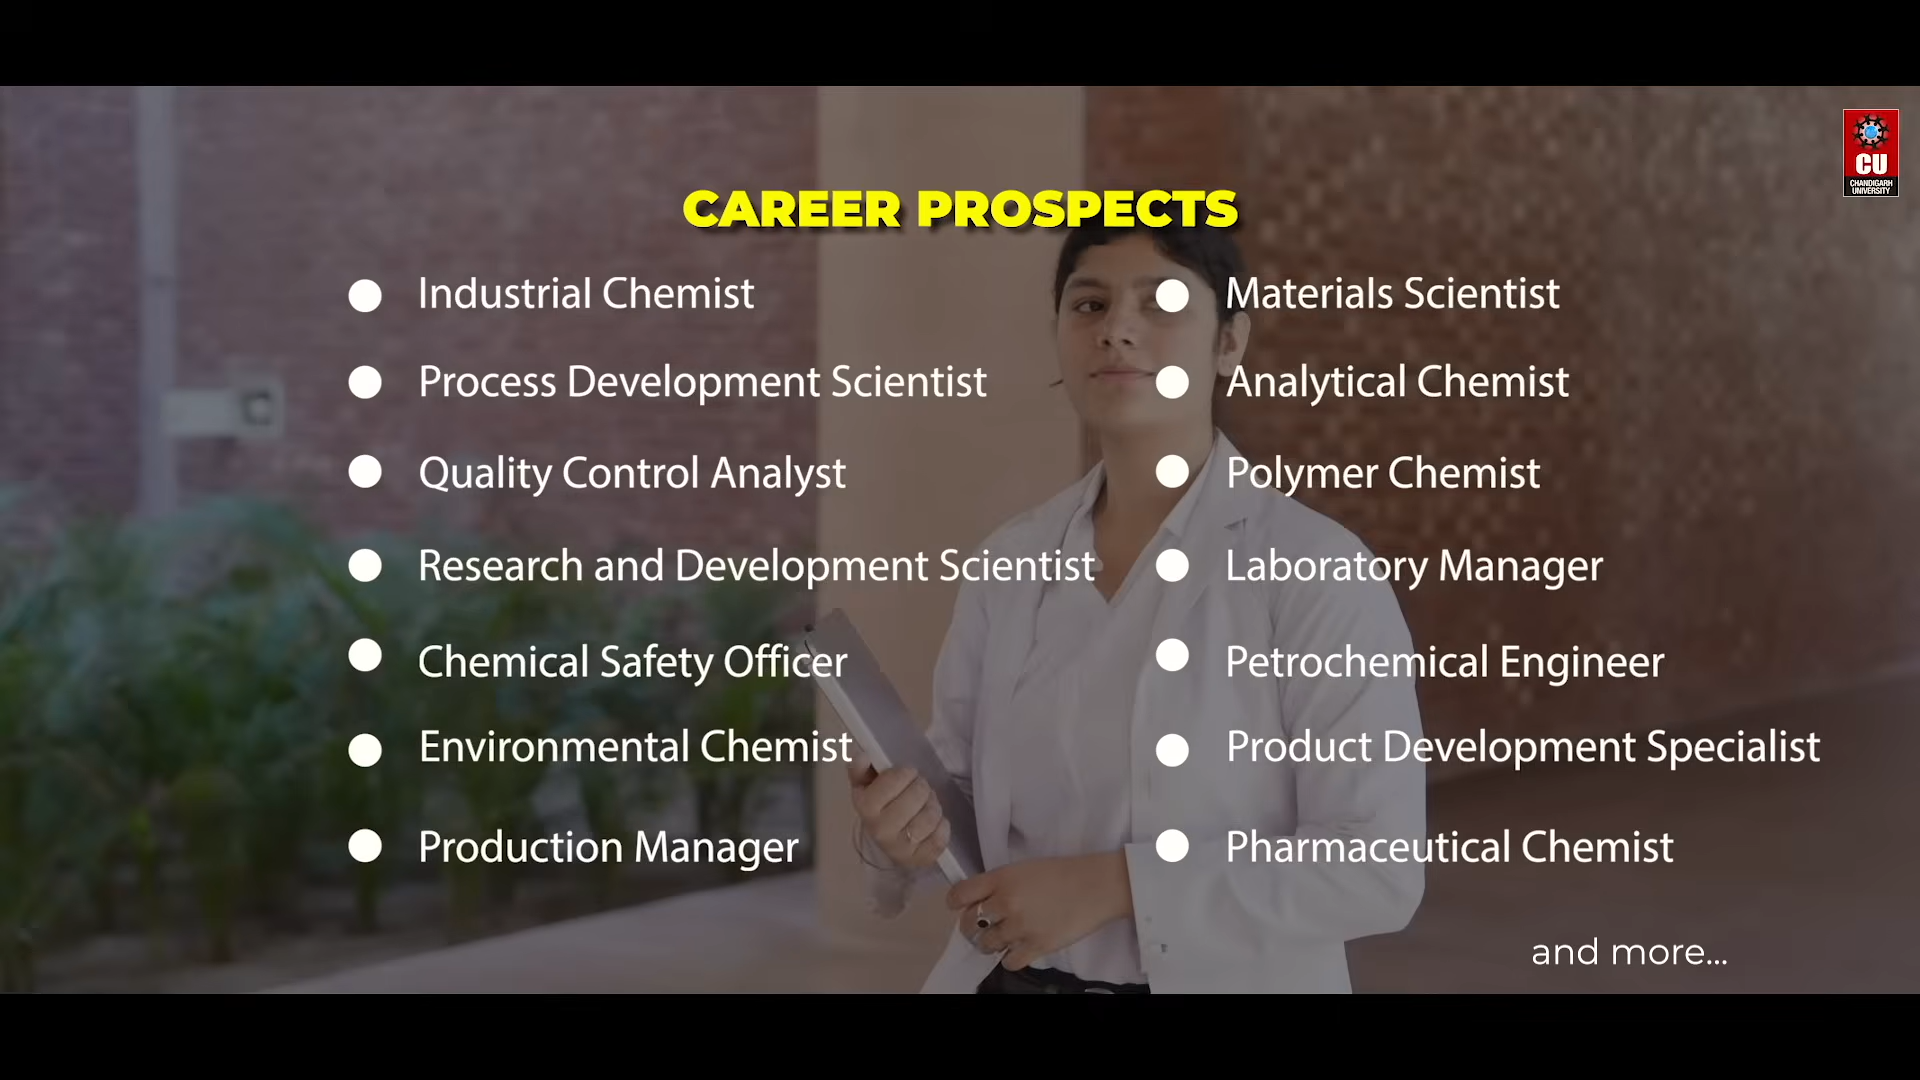 CU
CHANDIGARH
UNIVERSITY
CAREER PROSPECTS
Industrial Chemist
Process Development Scientist
Quality Control Analyst
Research and Development Scientist
Chemical Safety Officer
Environmental Chemist
Production Manager
Materials Scientist
Analytical Chemist
Polymer Chemist
Laboratory Manager
Petrochemical Engineer
Product Development Specialist
Pharmaceutical Chemist
and more...